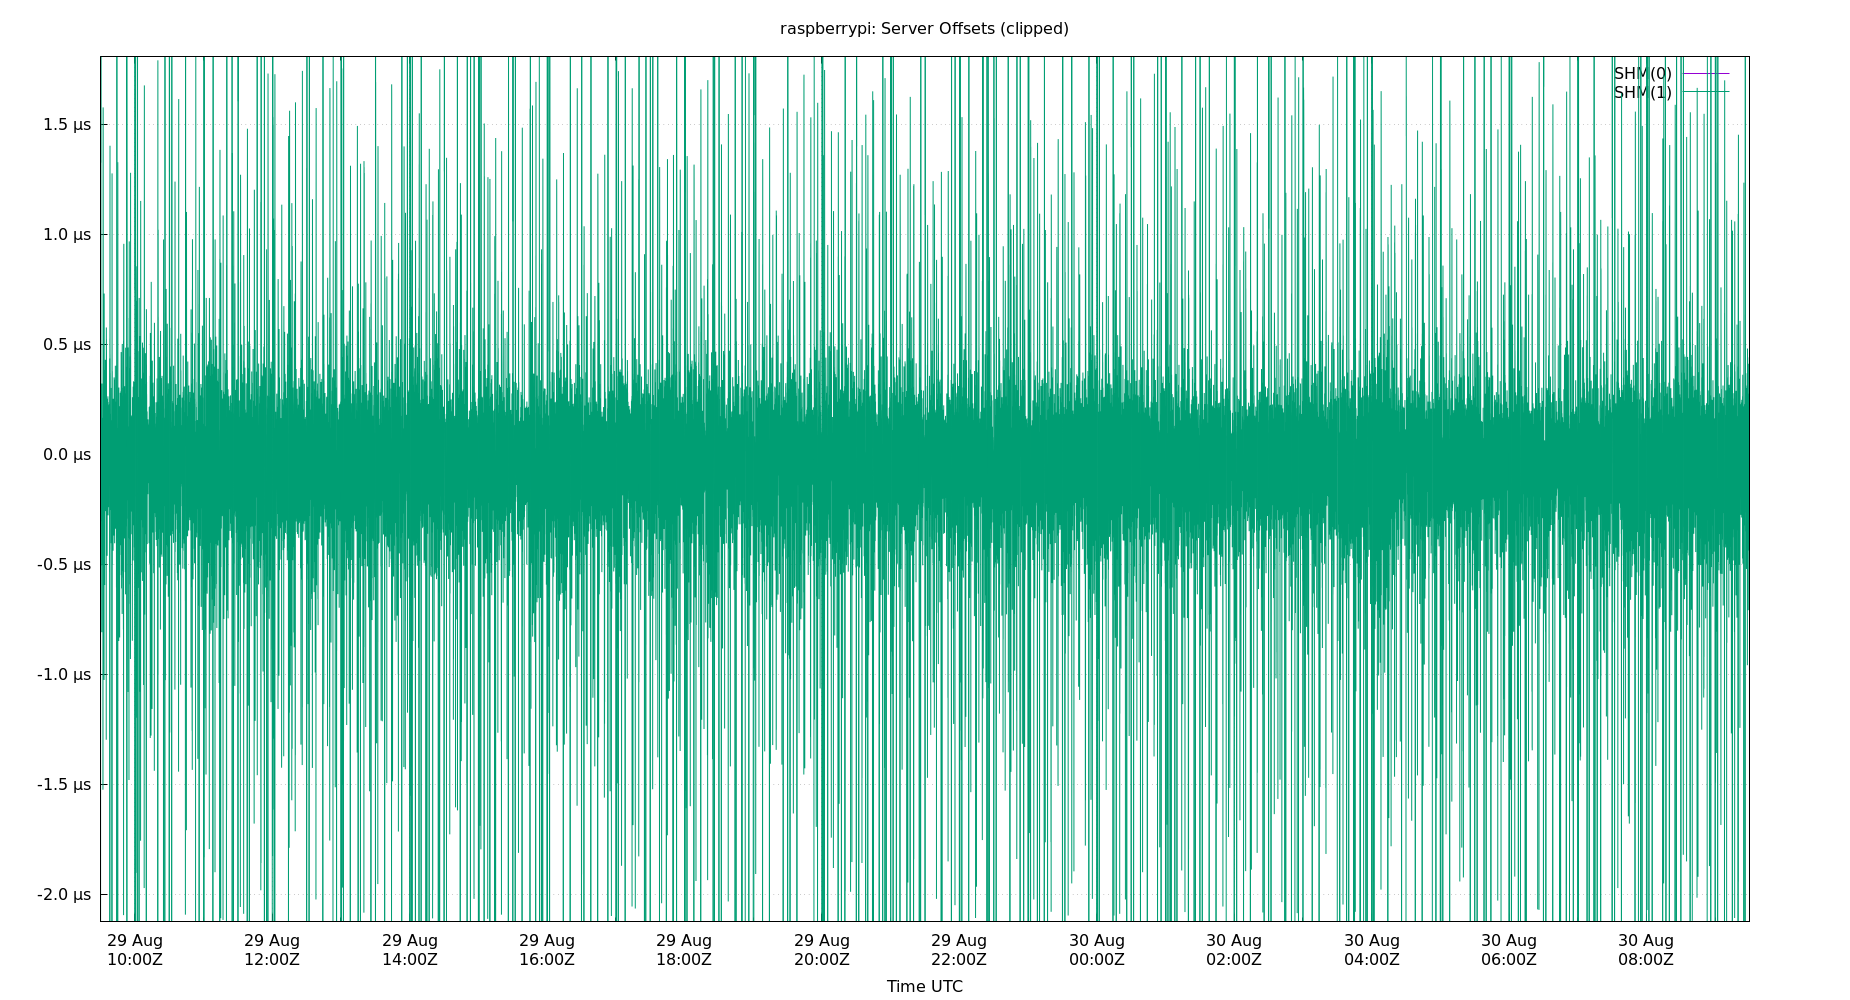 raspberrypi: Server Offsets (clipped)
SHM(0)
SHM(1)
1.5 µs
1.0 µs
0.5 µs
0.0 µs
-0.5 µs
-1.0 µs
-1.5 µs
-2.0 µs
29 Aug 29 Aug 29 Aug 29 Aug 29 Aug 29 Aug 29 Aug 30 Aug 30 Aug 30 Aug 30 Aug 30 Aug
10:00Z 12:00Z 14:00Z 16:00Z 18:00Z 20:00Z 22:00Z 00:00Z 02:00Z 04:00Z 06:00Z 08:00Z
Time UTC